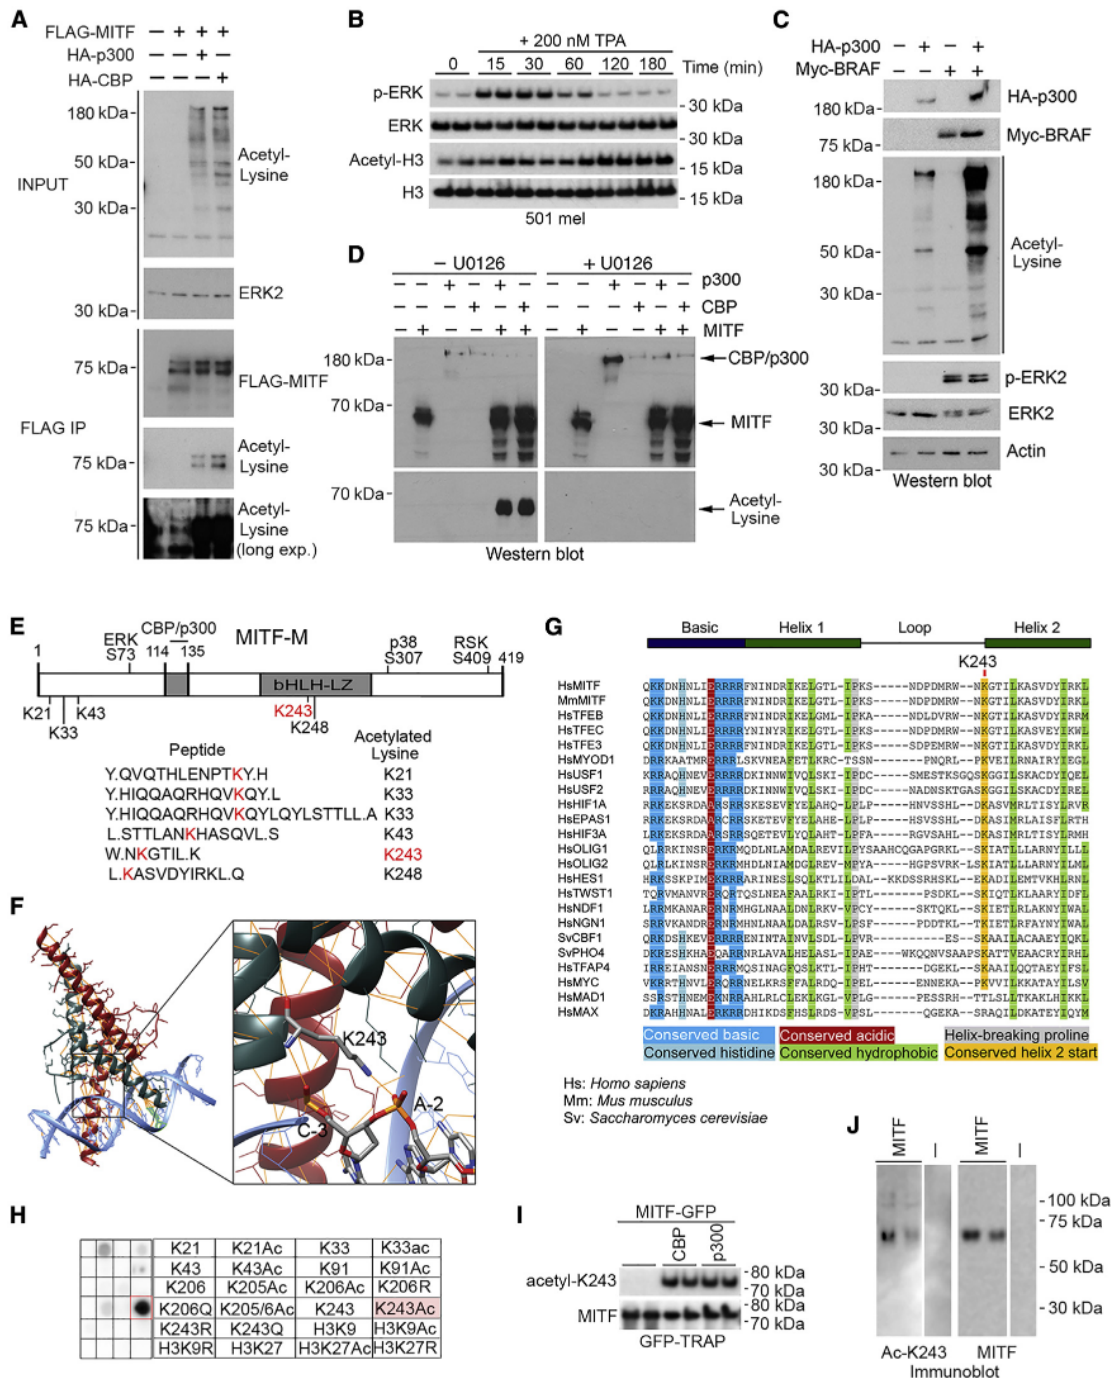 A
FLAG-MITF — + + +
HA-p300 — — + —
HA-CBP — — — +
INPUT
180 kDa
50 kDa
30 kDa
Acetyl-
Lysine
30 kDa
ERK2
FLAG IP
75 kDa
FLAG-MITF
75 kDa
Acetyl-
Lysine
75 kDa
Acetyl-
Lysine
(long exp.)
B
+ 200 nM TPA
0 15 30 60 120 180 Time (min)
p-ERK
30 kDa
ERK
30 kDa
Acetyl-H3
15 kDa
H3
15 kDa
501 mel
C
HA-p300 — + — +
Myc-BRAF — — + +
180 kDa
HA-p300
75 kDa
Myc-BRAF
180 kDa
50 kDa
30 kDa
Acetyl-
Lysine
30 kDa
p-ERK2
30 kDa
ERK2
30 kDa
Actin
Western blot
D
— U0126 + U0126
p300
CBP
MITF
180 kDa
CBP/p300
70 kDa
MITF
70 kDa
Acetyl-
Lysine
Western blot
E
1
ERK
S73
CBP/p300
114 135
MITF-M
p38
S307
RSK
S409
419
bHLH-LZ
K21
K33
K43
K243
K248
Peptide
Acetylated
Lysine
Y.QVQTHLENPTKY.H K21
Y.HIQQAQRHQVKQY.L K33
Y.HIQQAQRHQVKQYLQYLSTTLL.A K33
L.STTLANKHASQVL.S K43
W.NKGTIL.K K243
L.KASVDYIRKL.Q K248
F
K243
A-2
C-3
G
Basic Helix 1 Loop Helix 2
K243
HsMITF
MmMITF
HsTFEB
HsTFEC
HsTFE3
HsMYOD1
HsUSF1
HsUSF2
HsHIF1A
HsEPAS1
HsHIF3A
HsOLIG1
HsOLIG2
HsHES1
HsTWST1
HsNDF1
HsNGN1
SvCBF1
SvPHO4
HsTFAP4
HsMYC
HsMAD1
HsMAX
Conserved basic Conserved acidic Helix-breaking proline
Conserved histidine Conserved hydrophobic Conserved helix 2 start
Hs: Homo sapiens
Mm: Mus musculus
Sv: Saccharomyces cerevisiae
H
K21 K21Ac K33 K33ac
K43 K43Ac K91 K91Ac
K206 K205Ac K206Ac K206R
K206Q K205/6Ac K243 K243Ac
K243R K243Q H3K9 H3K9Ac
H3K9R H3K27 H3K27Ac H3K27R
I
MITF-GFP
CBP
p300
acetyl-K243
80 kDa
70 kDa
MITF
80 kDa
70 kDa
GFP-TRAP
J
MITF — MITF —
100 kDa
75 kDa
50 kDa
30 kDa
Ac-K243 MITF
Immunoblot